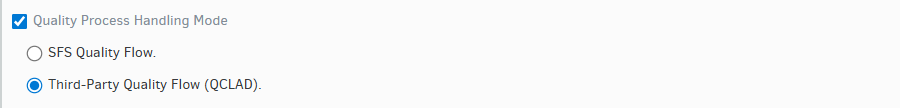 Quality Process Handling Mode
SFS Quality Flow.
Third-Party Quality Flow (QCLAD).